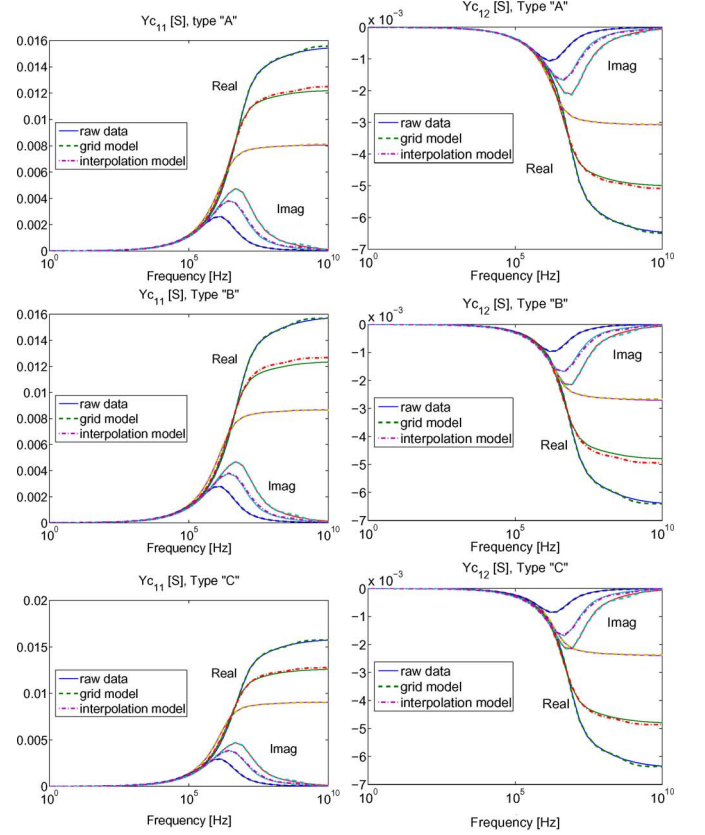 Yc11 [S], type "A"
0.016
0.014
0.012
0.01
0.008
0.006
0.004
0.002
0
Real
raw data
grid model
interpolation model
Imag
10^0
10^5
10^10
Frequency [Hz]
Yc12 [S], Type "A"
x 10^-3
0
−1
−2
−3
−4
−5
−6
−7
Imag
raw data
grid model
interpolation model
Real
10^0
10^5
10^10
Frequency [Hz]
Yc11 [S], Type "B"
0.016
0.014
0.012
0.01
0.008
0.006
0.004
0.002
0
Real
raw data
grid model
interpolation model
Imag
10^0
10^5
10^10
Frequency [Hz]
Yc12 [S], Type "B"
x 10^-3
0
−1
−2
−3
−4
−5
−6
−7
Imag
raw data
grid model
interpolation model
Real
10^0
10^5
10^10
Frequency [Hz]
Yc11 [S], Type "C"
0.02
0.015
0.01
0.005
0
Real
raw data
grid model
interpolation model
Imag
10^0
10^5
10^10
Frequency [Hz]
Yc12 [S], Type "C"
x 10^-3
0
−1
−2
−3
−4
−5
−6
−7
Imag
raw data
grid model
interpolation model
Real
10^0
10^5
10^10
Frequency [Hz]